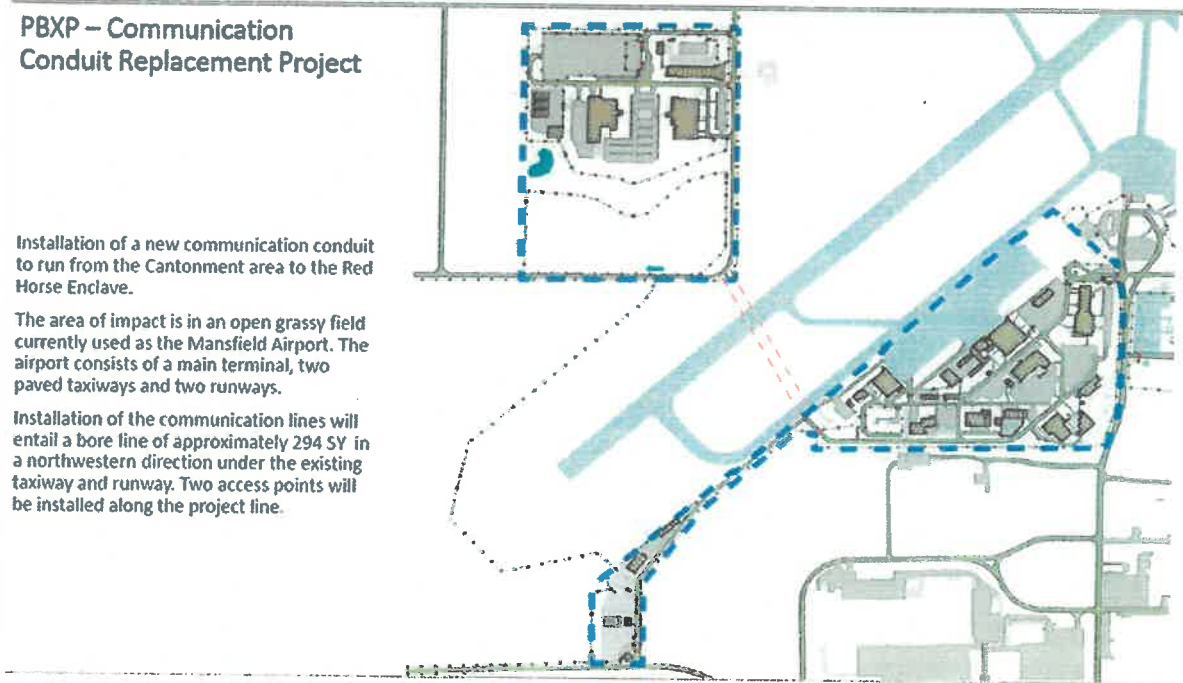 PBXP – Communication
Conduit Replacement Project
Installation of a new communication conduit
to run from the Cantonment area to the Red
Horse Enclave.
The area of impact is in an open grassy field
currently used as the Mansfield Airport. The
airport consists of a main terminal, two
paved taxiways and two runways.
Installation of the communication lines will
entail a bore line of approximately 294 SY in
a northwestern direction under the existing
taxiway and runway. Two access points will
be installed along the project line.